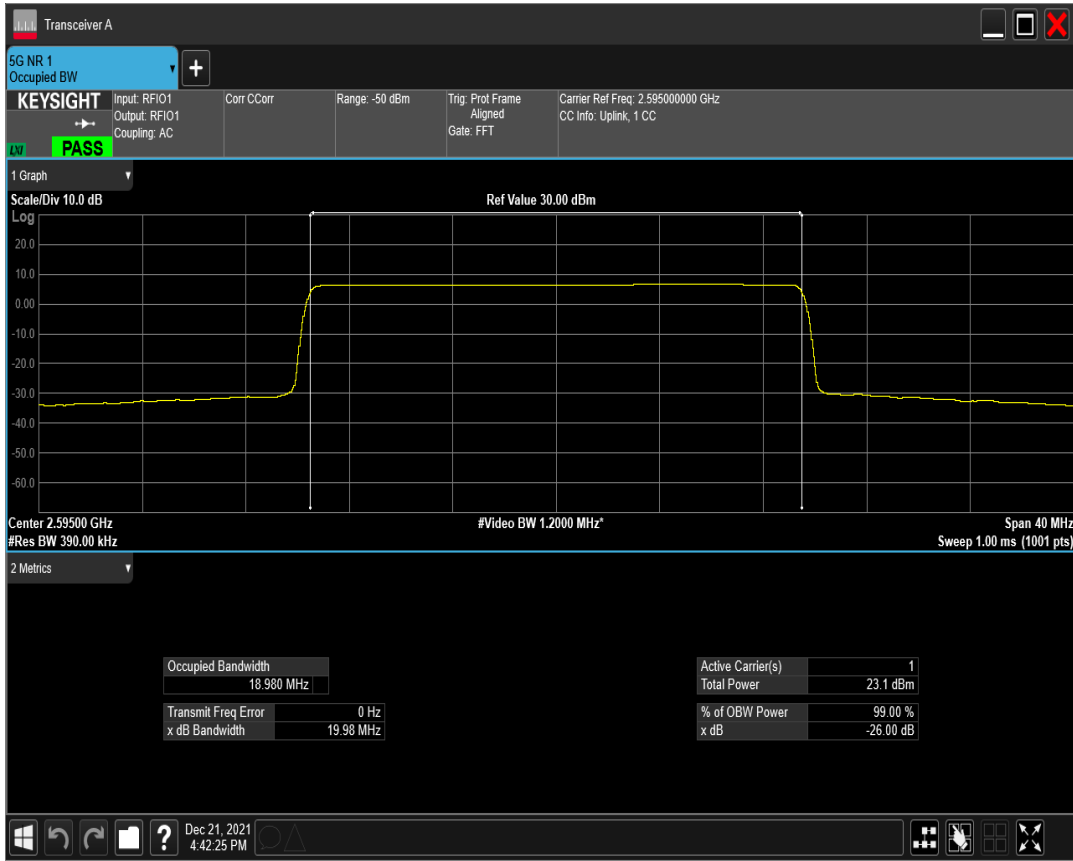 Transceiver A
5G NR 1
Occupied BW
KEYSIGHT
Input: RFIO1
Output: RFIO1
Coupling: AC
Corr CCorr
Range: -50 dBm
Trig: Prot Frame
Aligned
Gate: FFT
Carrier Ref Freq: 2.595000000 GHz
CC Info: Uplink, 1 CC
LXI
PASS
1 Graph
Scale/Div 10.0 dB
Ref Value 30.00 dBm
Log
20.0
10.0
0.00
-10.0
-20.0
-30.0
-40.0
-50.0
-60.0
Center 2.59500 GHz
#Video BW 1.2000 MHz*
Span 40 MHz
#Res BW 390.00 kHz
Sweep 1.00 ms (1001 pts)
2 Metrics
Occupied Bandwidth
18.980 MHz
Transmit Freq Error 0 Hz
x dB Bandwidth 19.98 MHz
Active Carrier(s) 1
Total Power 23.1 dBm
% of OBW Power 99.00 %
x dB -26.00 dB
Dec 21, 2021
4:42:25 PM